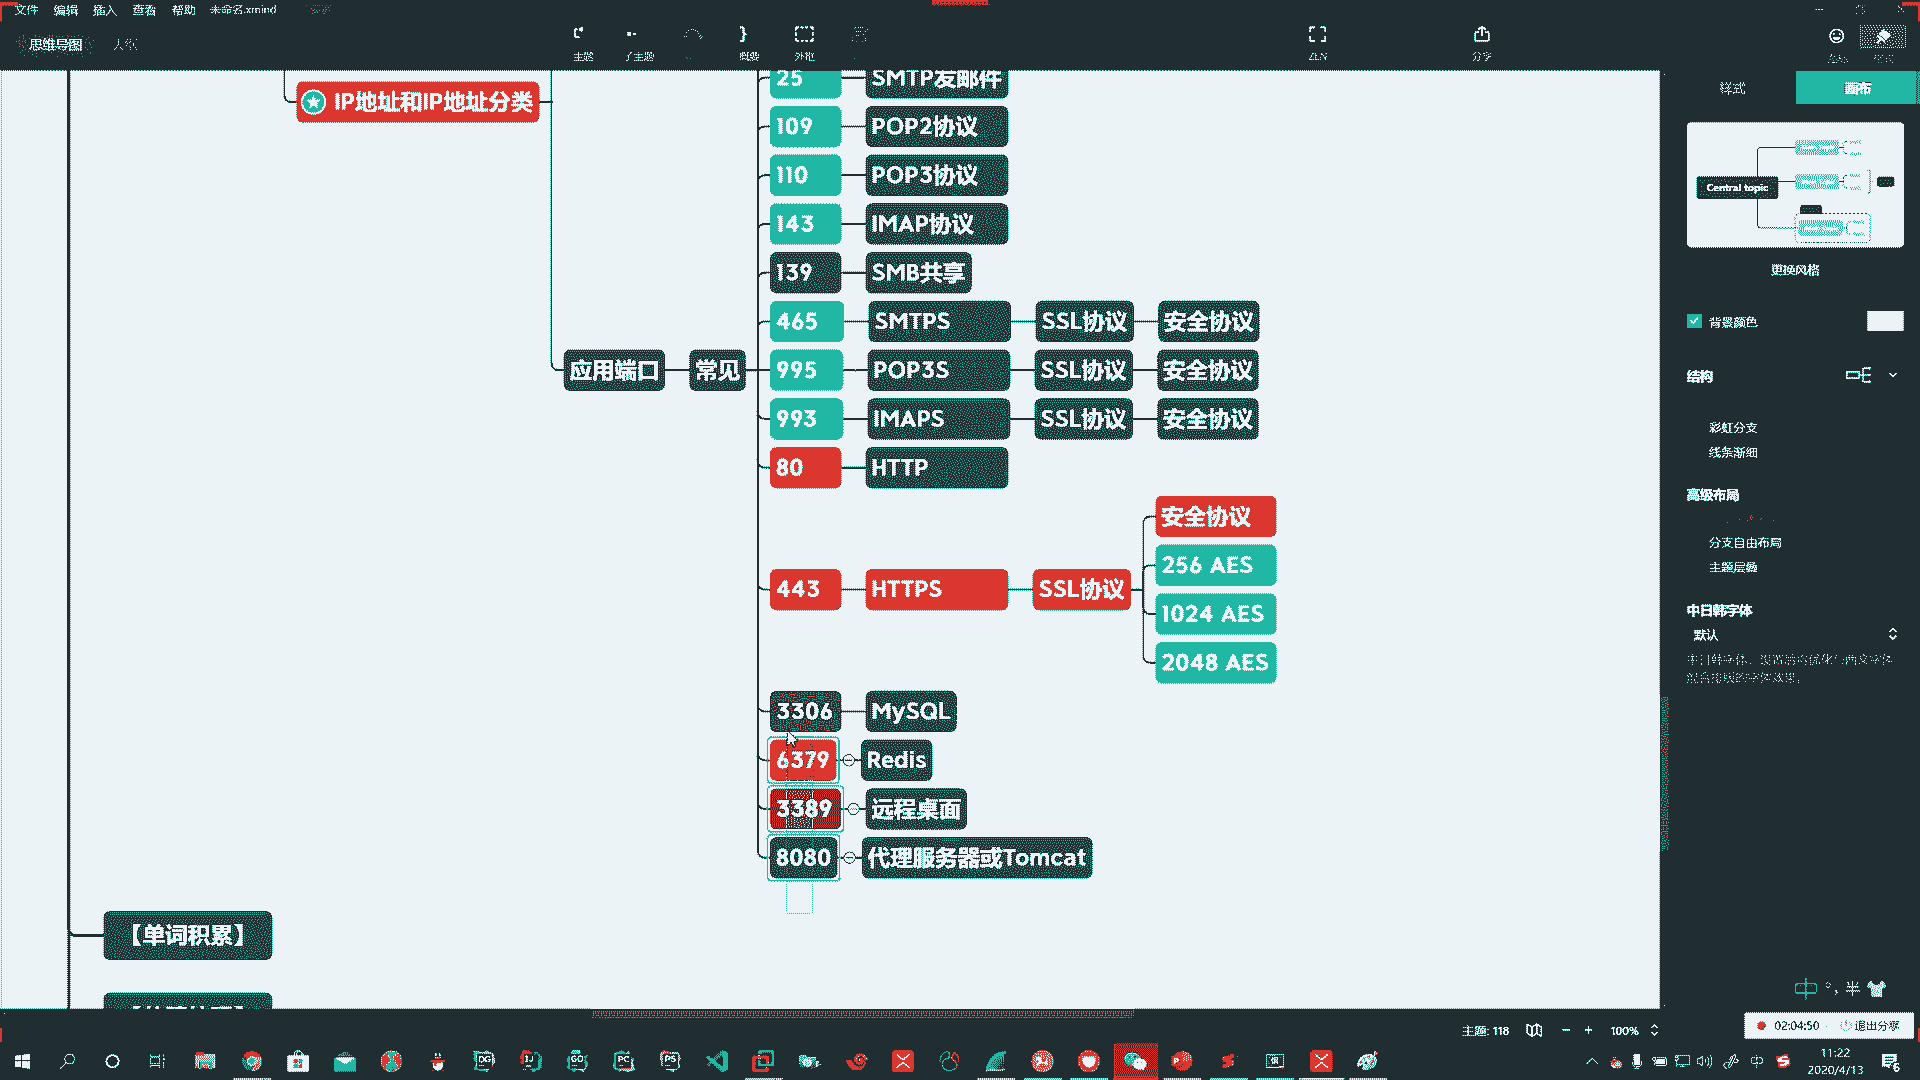 文件 编辑 插入 查看 帮助 未命名.xmind
思维导图
主题 子主题 概要 外框 ZEN 分享
样式 画布
IP地址和IP地址分类
25 SMTP发邮件
109 POP2协议
110 POP3协议
143 IMAP协议
139 SMB共享
465 SMTPS SSL协议 安全协议
应用端口 常见 995 POP3S SSL协议 安全协议
993 IMAPS SSL协议 安全协议
80 HTTP
443 HTTPS SSL协议
安全协议
256 AES
1024 AES
2048 AES
3306 MySQL
6379 Redis
3389 远程桌面
8080 代理服务器或Tomcat
【单词积累】
Central topic
更换风格
背景颜色
结构
彩虹分支
线条渐细
高级布局
分支自由布局
主题层叠
中日韩字体
默认
中 °, 半
主题: 118 100%
02:04:50 退出分享
DG IJ GO PC PS
中
11:22
2020/4/13
6